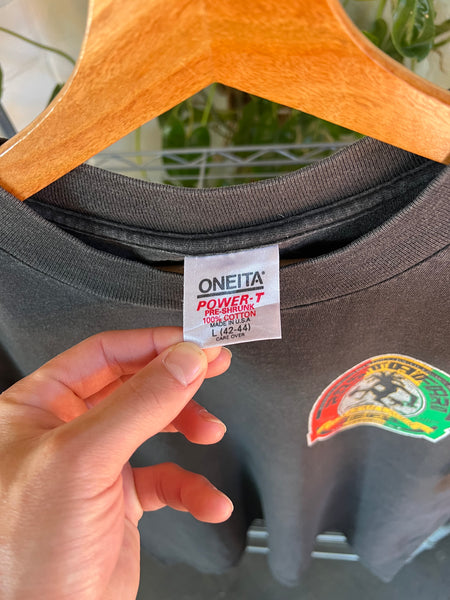 ONEITA®
POWER-T
PRE-SHRUNK
100% COTTON
MADE IN U.S.A
L (42-44)
CARE OVER